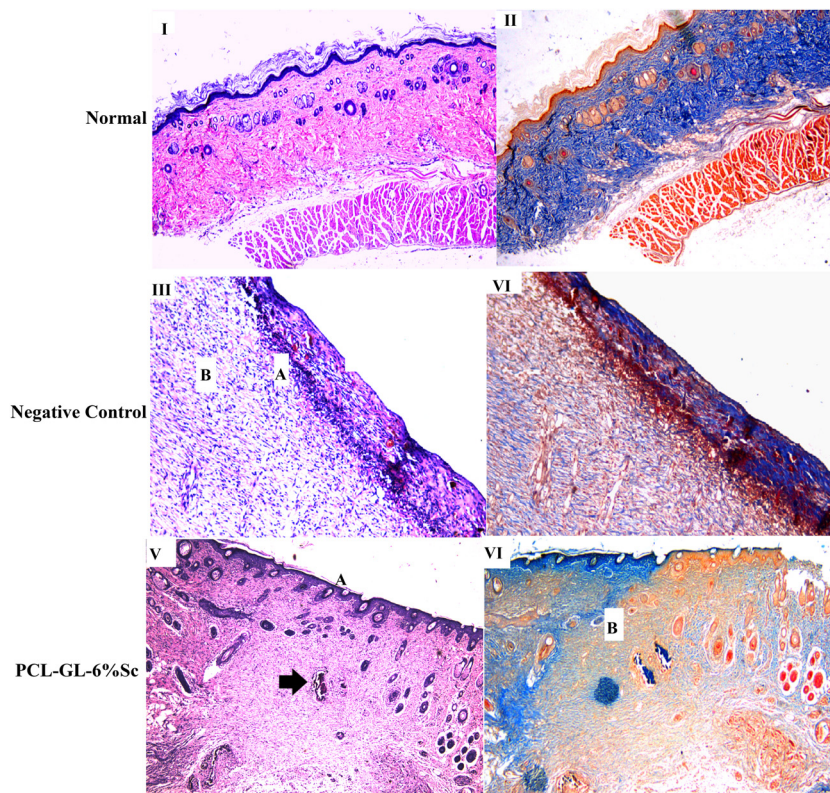 I
II
Normal
III
VI
B
A
Negative Control
V
VI
A
B
PCL-GL-6%Sc